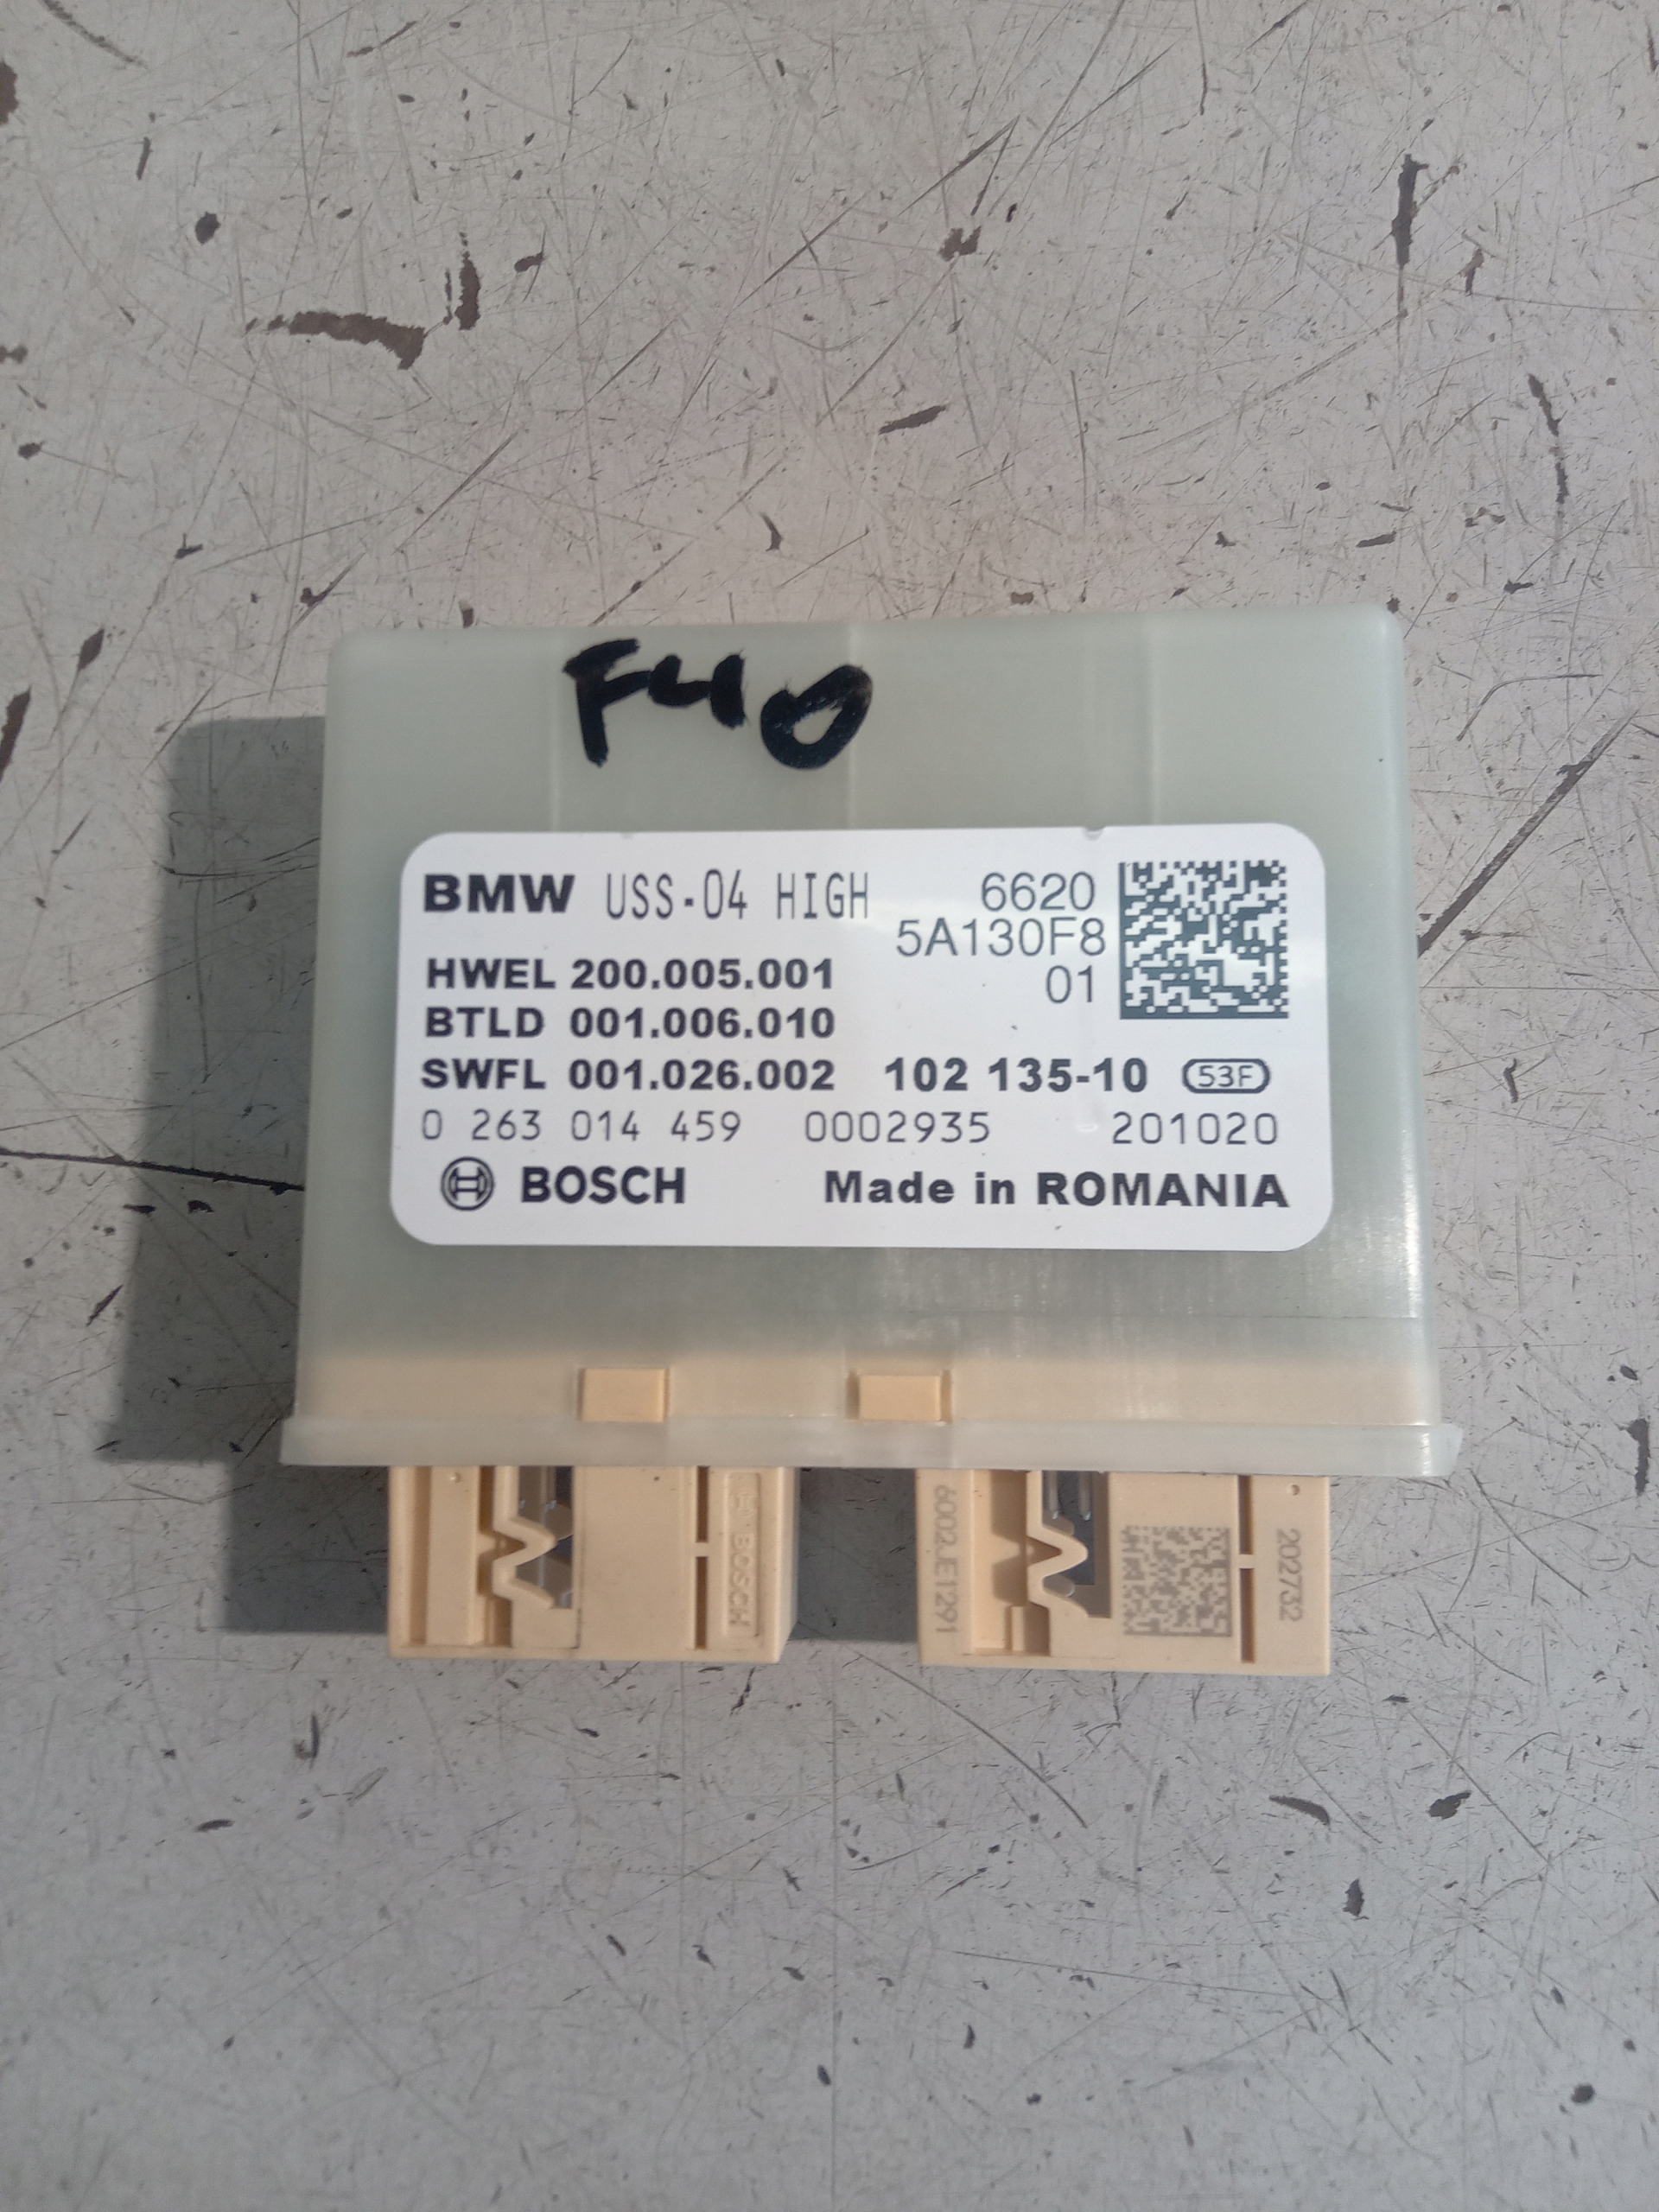 F40
BMW USS-04 HIGH 6620
5A130F8
01
HWEL 200.005.001
BTLD 001.006.010
SWFL 001.026.002 102 135-10 53F
0 263 014 459 0002935 201020
BOSCH Made in ROMANIA
BOSCH
6002.E1291
202732